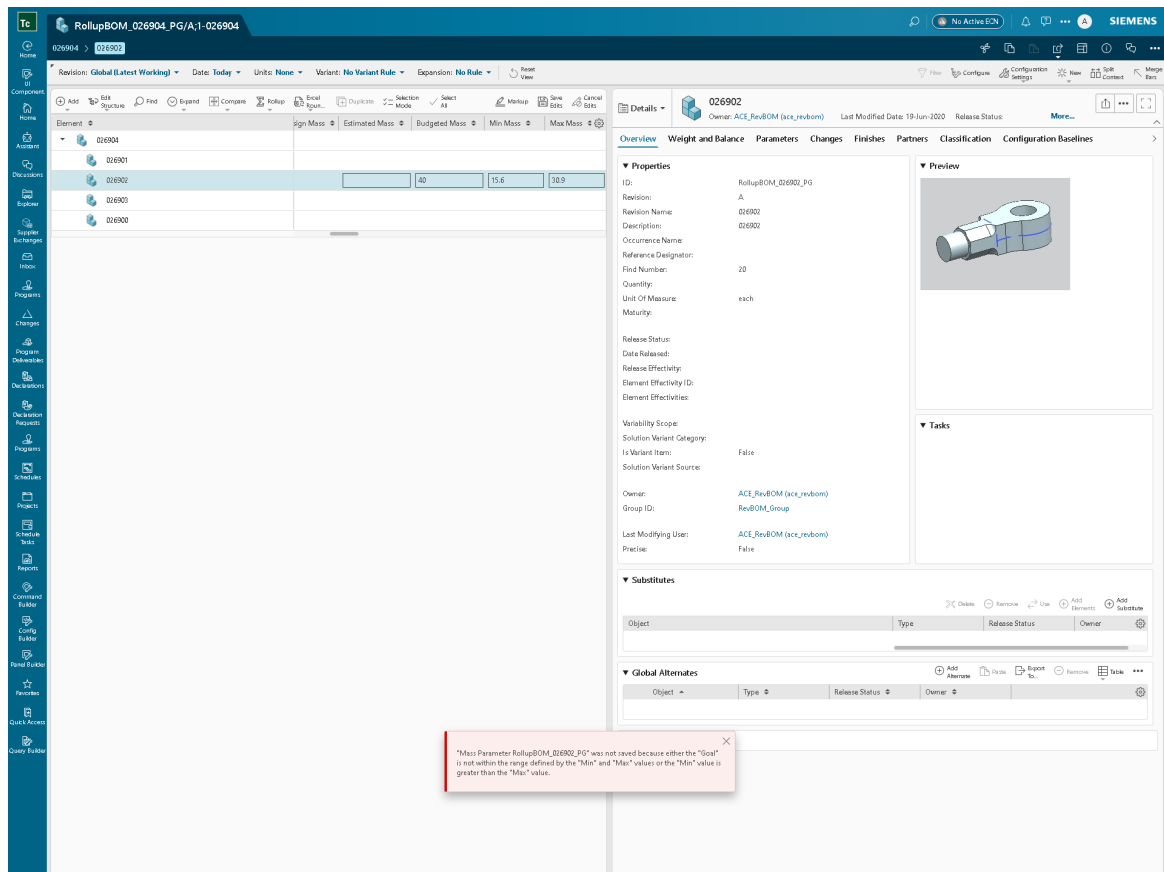 Tc
RollupBOM_026904_PG/A;1-026904
No Active ECN
A
SIEMENS
026904 > 026902
Home
UI Component
Home
Assistant
Discussions
Explorer
Supplier Exchanges
Inbox
Programs
Changes
Program Deliverables
Declarations
Declaration Requests
Programs
Schedules
Projects
Schedule Tasks
Reports
Command Builder
Config Builder
Panel Builder
Favorites
Quick Access
Query Builder
Revision: Global (Latest Working) Date: Today Units: None Variant: No Variant Rule Expansion: No Rule Reset View
Filter Configure Configuration Settings New Split Context Merge Bars
Add Edit Structure Find Expand Compare Rollup Excel Roun... Duplicate Selection Mode Select All Markup Save Edits Cancel Edits
Element sign Mass Estimated Mass Budgeted Mass Min Mass Max Mass
026904
026901
026902 40 15.6 30.9
026903
026900
Details
026902
Owner: ACE_RevBOM (ace_revbom) Last Modified Date: 19-Jun-2020 Release Status: More...
Overview Weight and Balance Parameters Changes Finishes Partners Classification Configuration Baselines
Properties
ID: RollupBOM_026902_PG
Revision: A
Revision Name: 026902
Description: 026902
Occurrence Name:
Reference Designator:
Find Number: 20
Quantity:
Unit Of Measure: each
Maturity:
Release Status:
Date Released:
Release Effectivity:
Element Effectivity ID:
Element Effectivities:
Variability Scope:
Solution Variant Category:
Is Variant Item: False
Solution Variant Source:
Owner: ACE_RevBOM (ace_revbom)
Group ID: RevBOM_Group
Last Modifying User: ACE_RevBOM (ace_revbom)
Precise: False
Preview
Tasks
Substitutes
Delete Remove Use Add Elements Add Substitute
Object Type Release Status Owner
Global Alternates
Add Alternate Paste Export To... Remove Table
Object Type Release Status Owner
"Mass Parameter RollupBOM_026902_PG" was not saved because either the "Goal"
is not within the range defined by the "Min" and "Max" values or the "Min" value is
greater than the "Max" value.